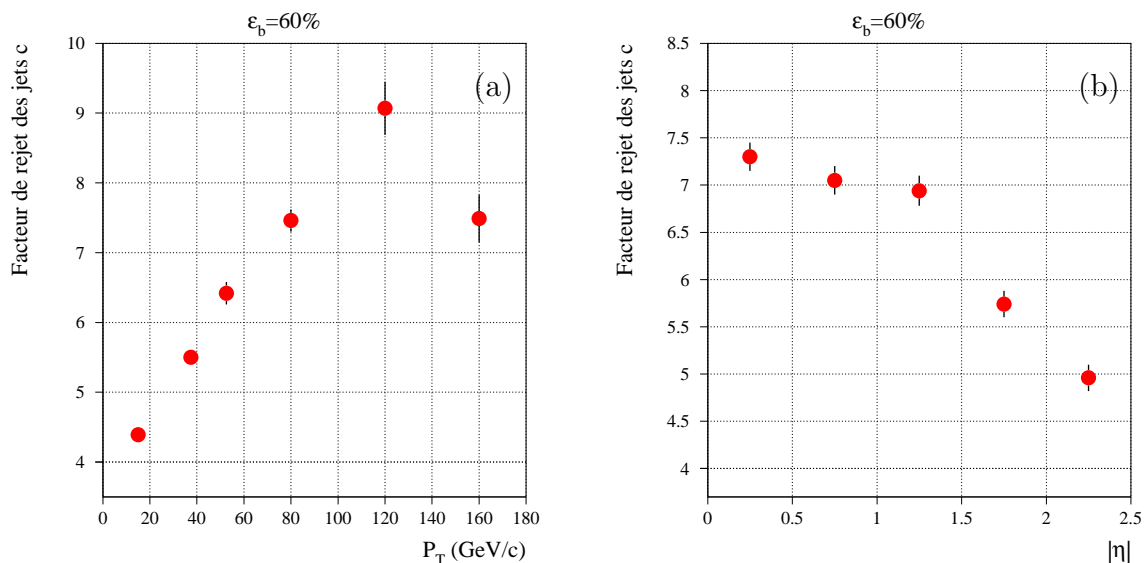 ε_b=60%
Facteur de rejet des jets c
(a)
10
9
8
7
6
5
4
0 20 40 60 80 100 120 140 160 180
P_T (GeV/c)
ε_b=60%
Facteur de rejet des jets c
(b)
8.5
8
7.5
7
6.5
6
5.5
5
4.5
4
0 0.5 1 1.5 2 2.5
|η|